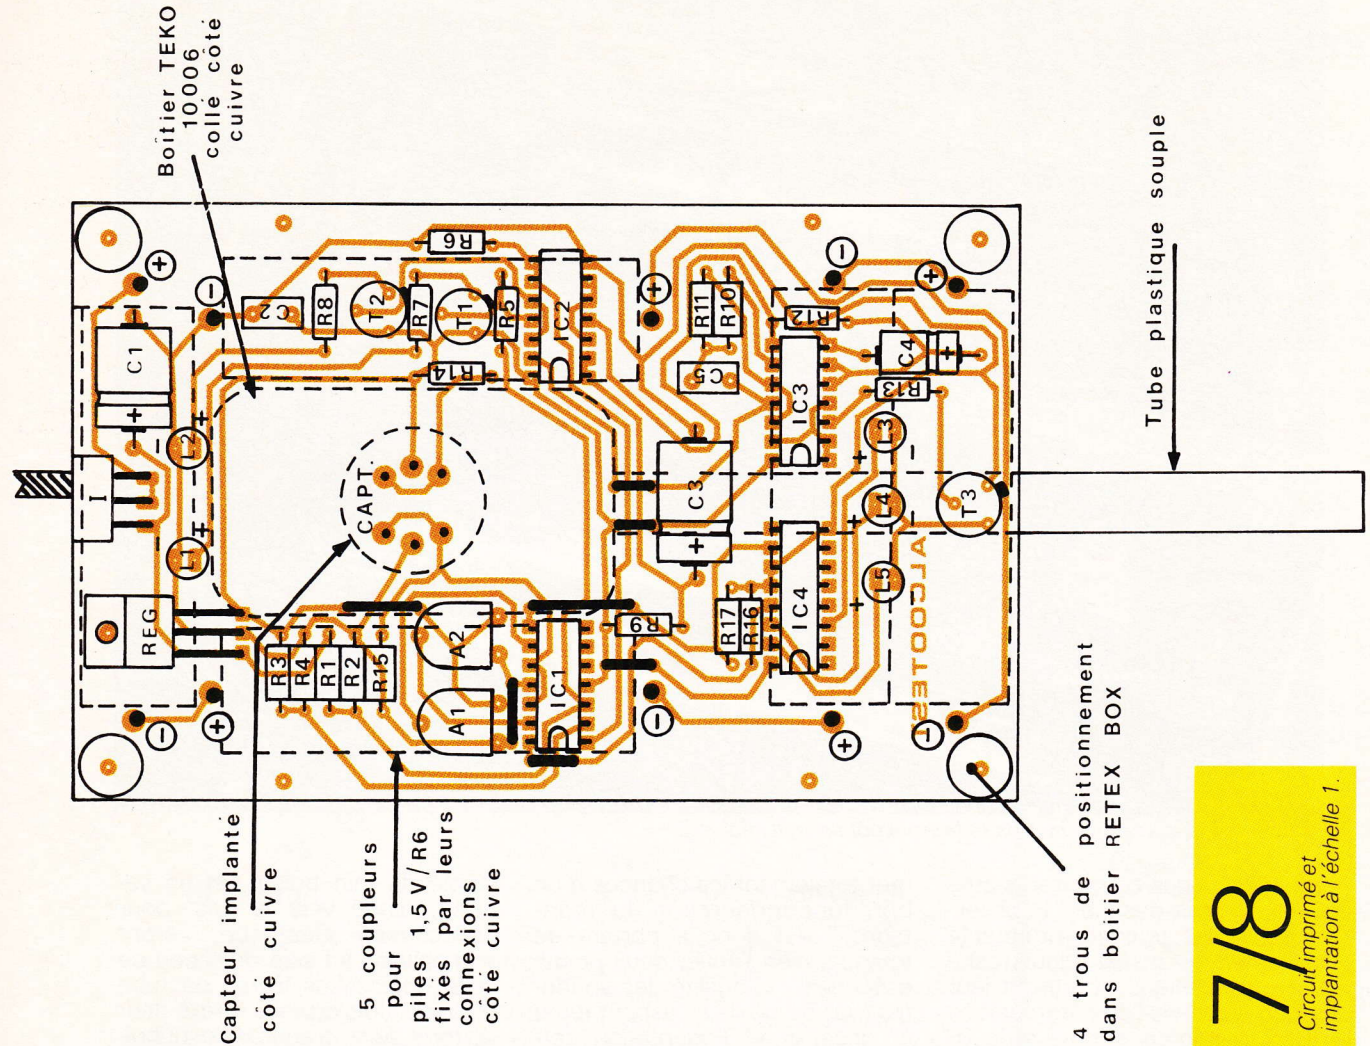 Boîtier TEKO
10006
collé côté
cuivre
Tube plastique souple
Capteur implanté
côté cuivre
5 coupleurs
pour
piles 1,5 V/R6
fixes par leurs
connexions
côté cuivre
4 trous de positionnement
dans boitier RETEX BOX
7/8
Circuit imprimé et
implantation à l'échelle 1.
I
REG
C1
+
L1
+
-
L2
+
-
C2
R8
T2
R7
T1
R5
R6
R14
IC2
CAPT
R3
R4
R1
R2
R15
A1
A2
IC1
R9
C3
+
R11
R10
C5
R12
IC3
C4
+
R13
R17
R16
IC4
L3
+
-
L4
+
-
L5
+
T3
ALCOOTEST
+
-
+
-
+
-
+
-
+
-